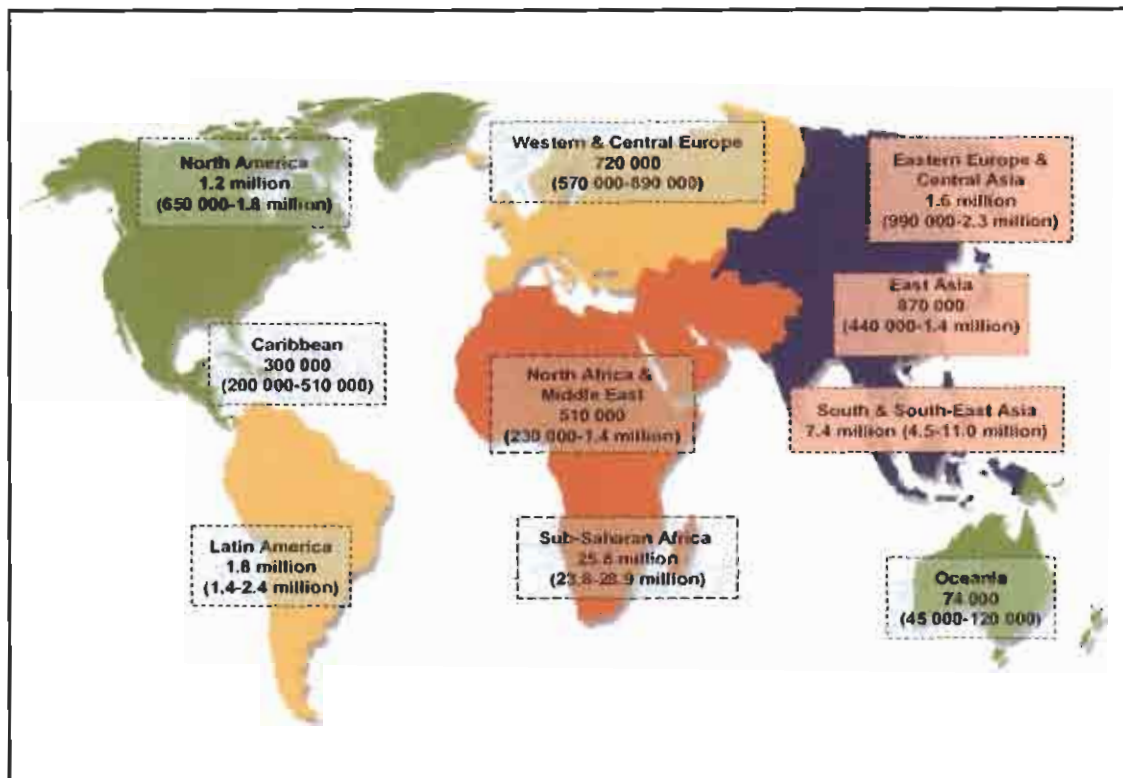 North America
1.2 million
(650 000-1.8 million)
Western & Central Europe
720 000
(570 000-890 000)
Eastern Europe &
Central Asia
1.6 million
(990 000-2.3 million)
East Asia
870 000
(440 000-1.4 million)
Caribbean
300 000
(200 000-510 000)
North Africa &
Middle East
510 000
(230 000-1.4 million)
South & South-East Asia
7.4 million (4.5-11.0 million)
Latin America
1.8 million
(1.4-2.4 million)
Sub-Saharan Africa
25.8 million
(23.8-28.9 million)
Oceania
74 000
(45 000-120 000)